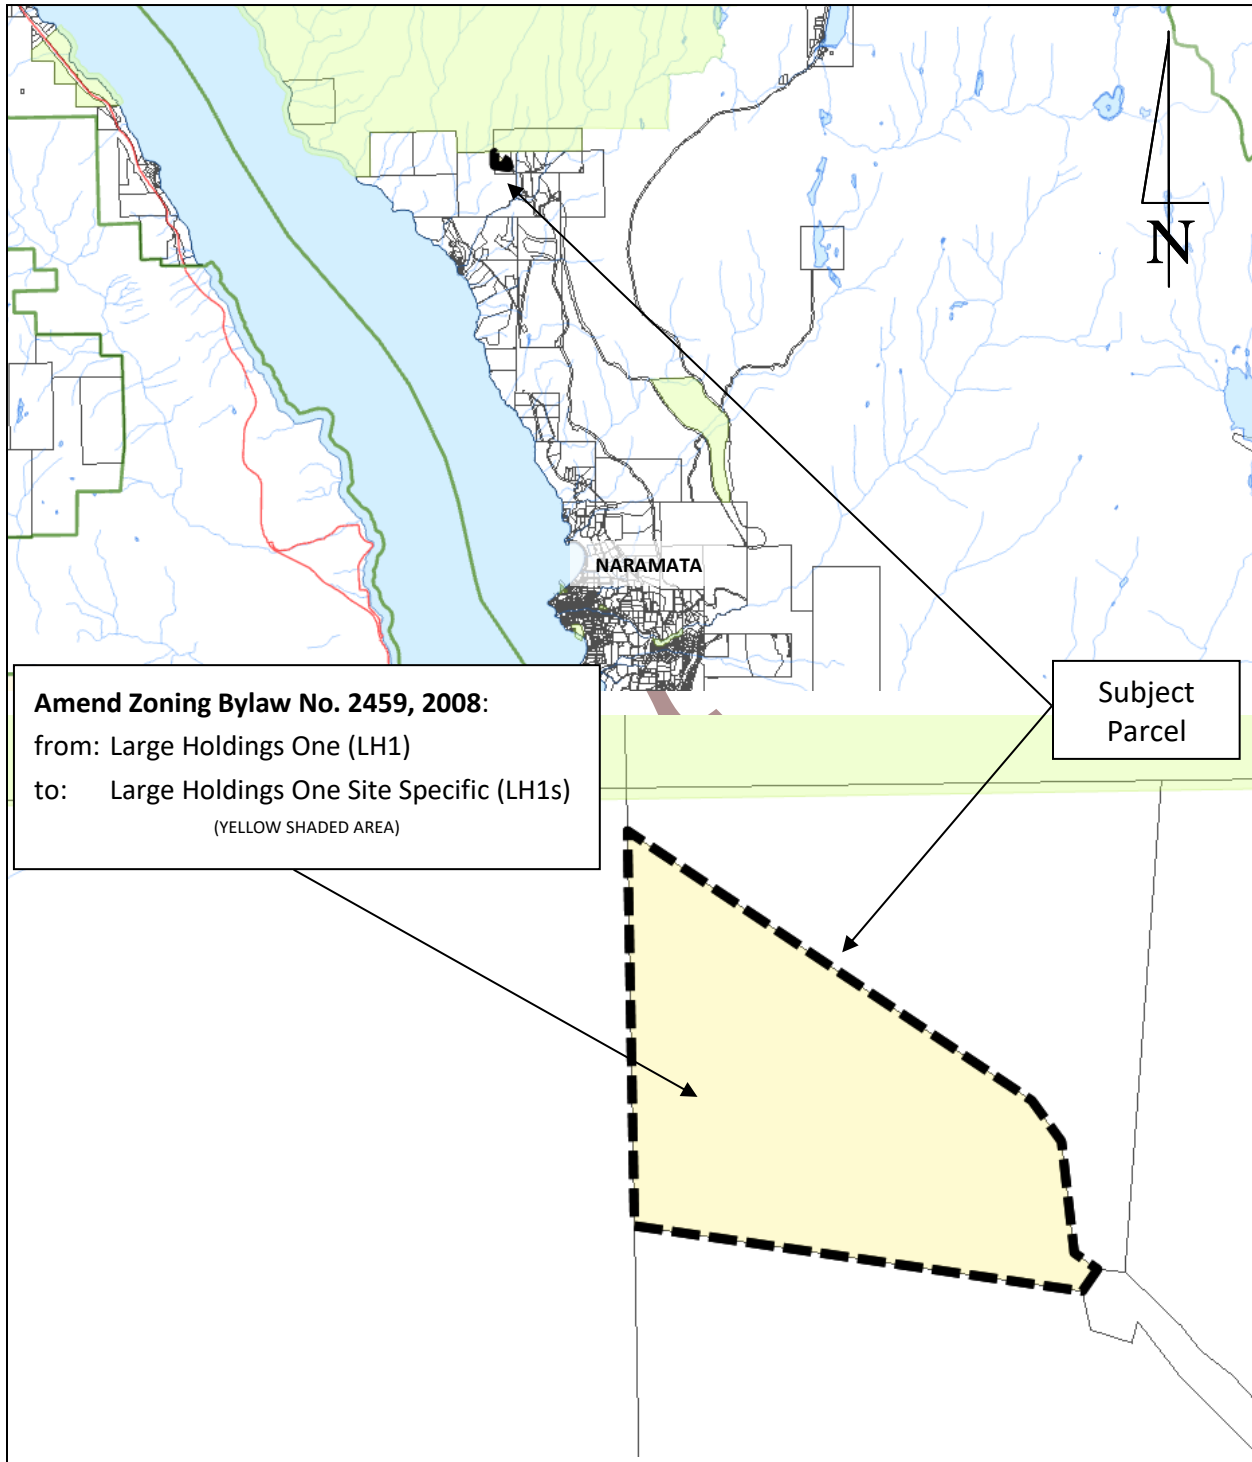 N
NARAMATA
Amend Zoning Bylaw No. 2459, 2008:
from: Large Holdings One (LH1)
to: Large Holdings One Site Specific (LH1s)
(YELLOW SHADED AREA)
Subject
Parcel